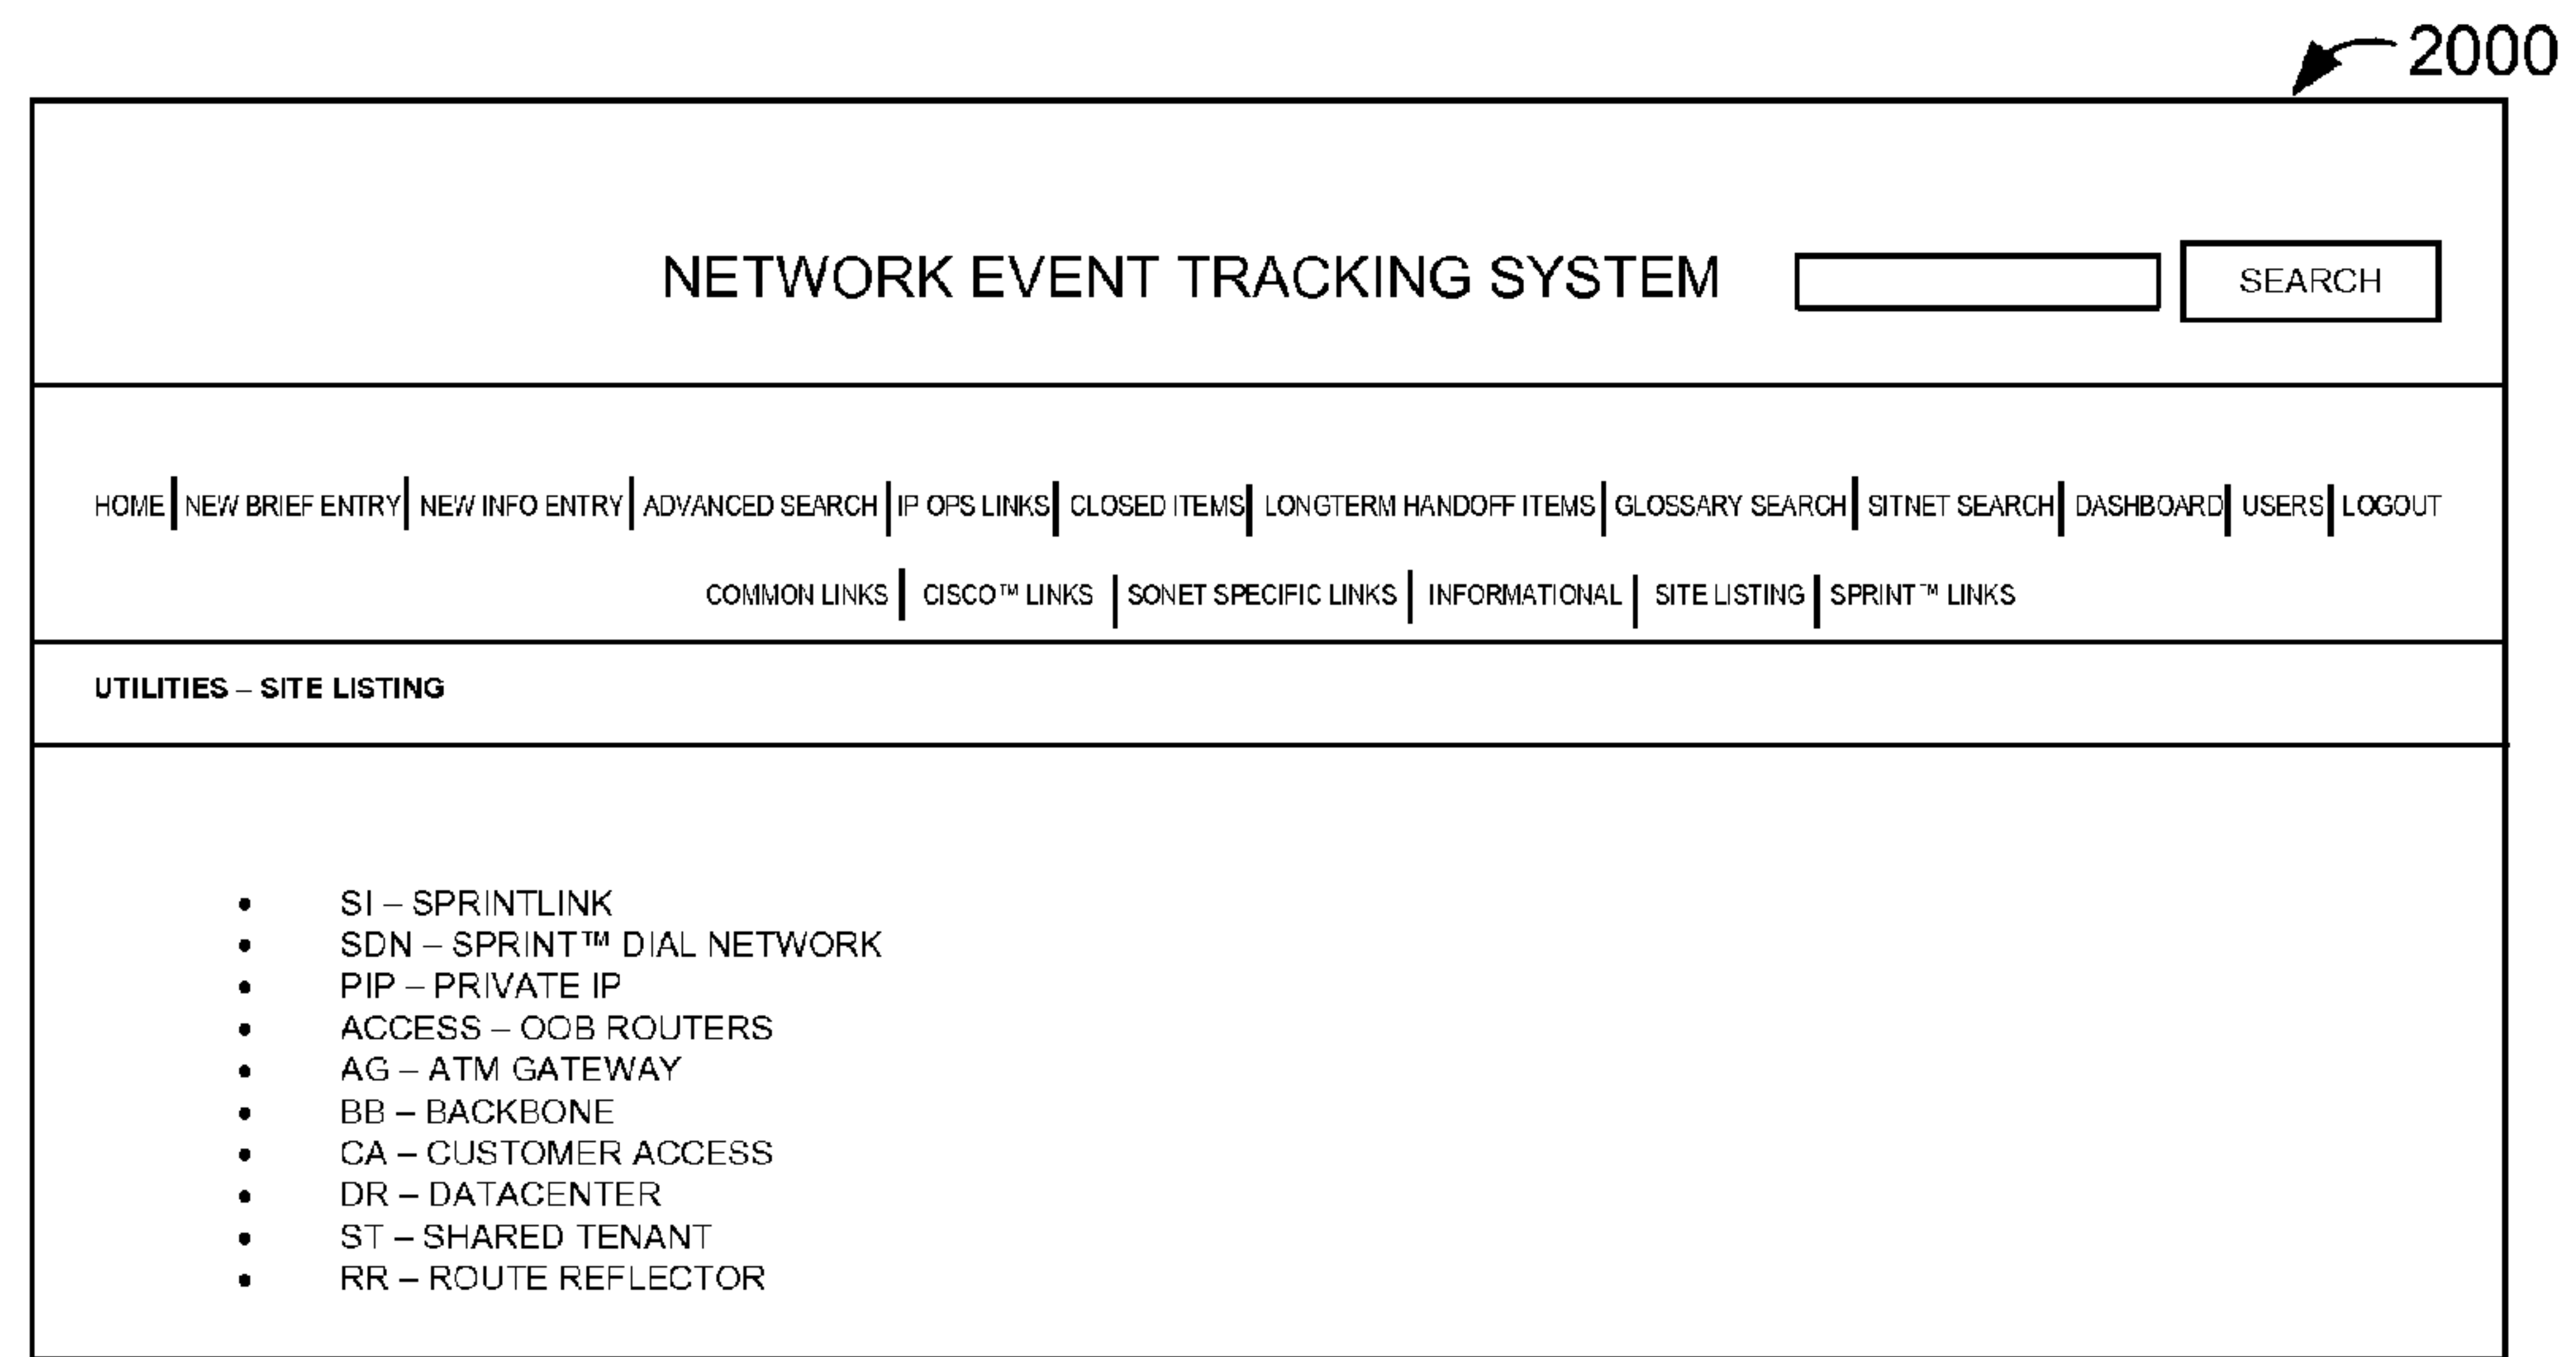 2000
NETWORK EVENT TRACKING SYSTEM SEARCH
HOME | NEW BRIEF ENTRY | NEW INFO ENTRY | ADVANCED SEARCH | IP OPS LINKS | CLOSED ITEMS | LONGTERM HANDOFF ITEMS | GLOSSARY SEARCH | SITNET SEARCH | DASHBOARD | USERS | LOGOUT
COMMON LINKS | CISCO™ LINKS | SONET SPECIFIC LINKS | INFORMATIONAL | SITE LISTING | SPRINT™ LINKS
UTILITIES – SITE LISTING
• SI – SPRINTLINK
• SDN – SPRINT™ DIAL NETWORK
• PIP – PRIVATE IP
• ACCESS – OOB ROUTERS
• AG – ATM GATEWAY
• BB – BACKBONE
• CA – CUSTOMER ACCESS
• DR – DATACENTER
• ST – SHARED TENANT
• RR – ROUTE REFLECTOR